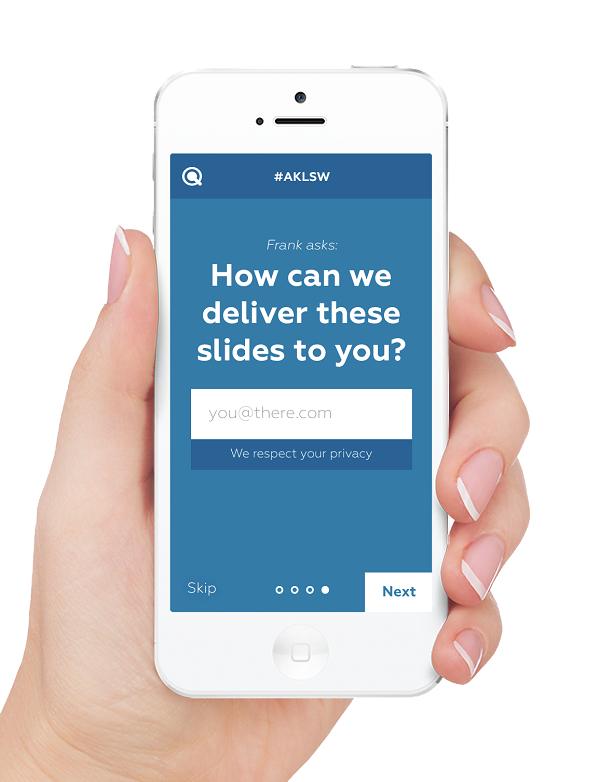 #AKLSW
Frank asks:
How can we
deliver these
slides to you?
you@there.com
We respect your privacy
Skip
Next